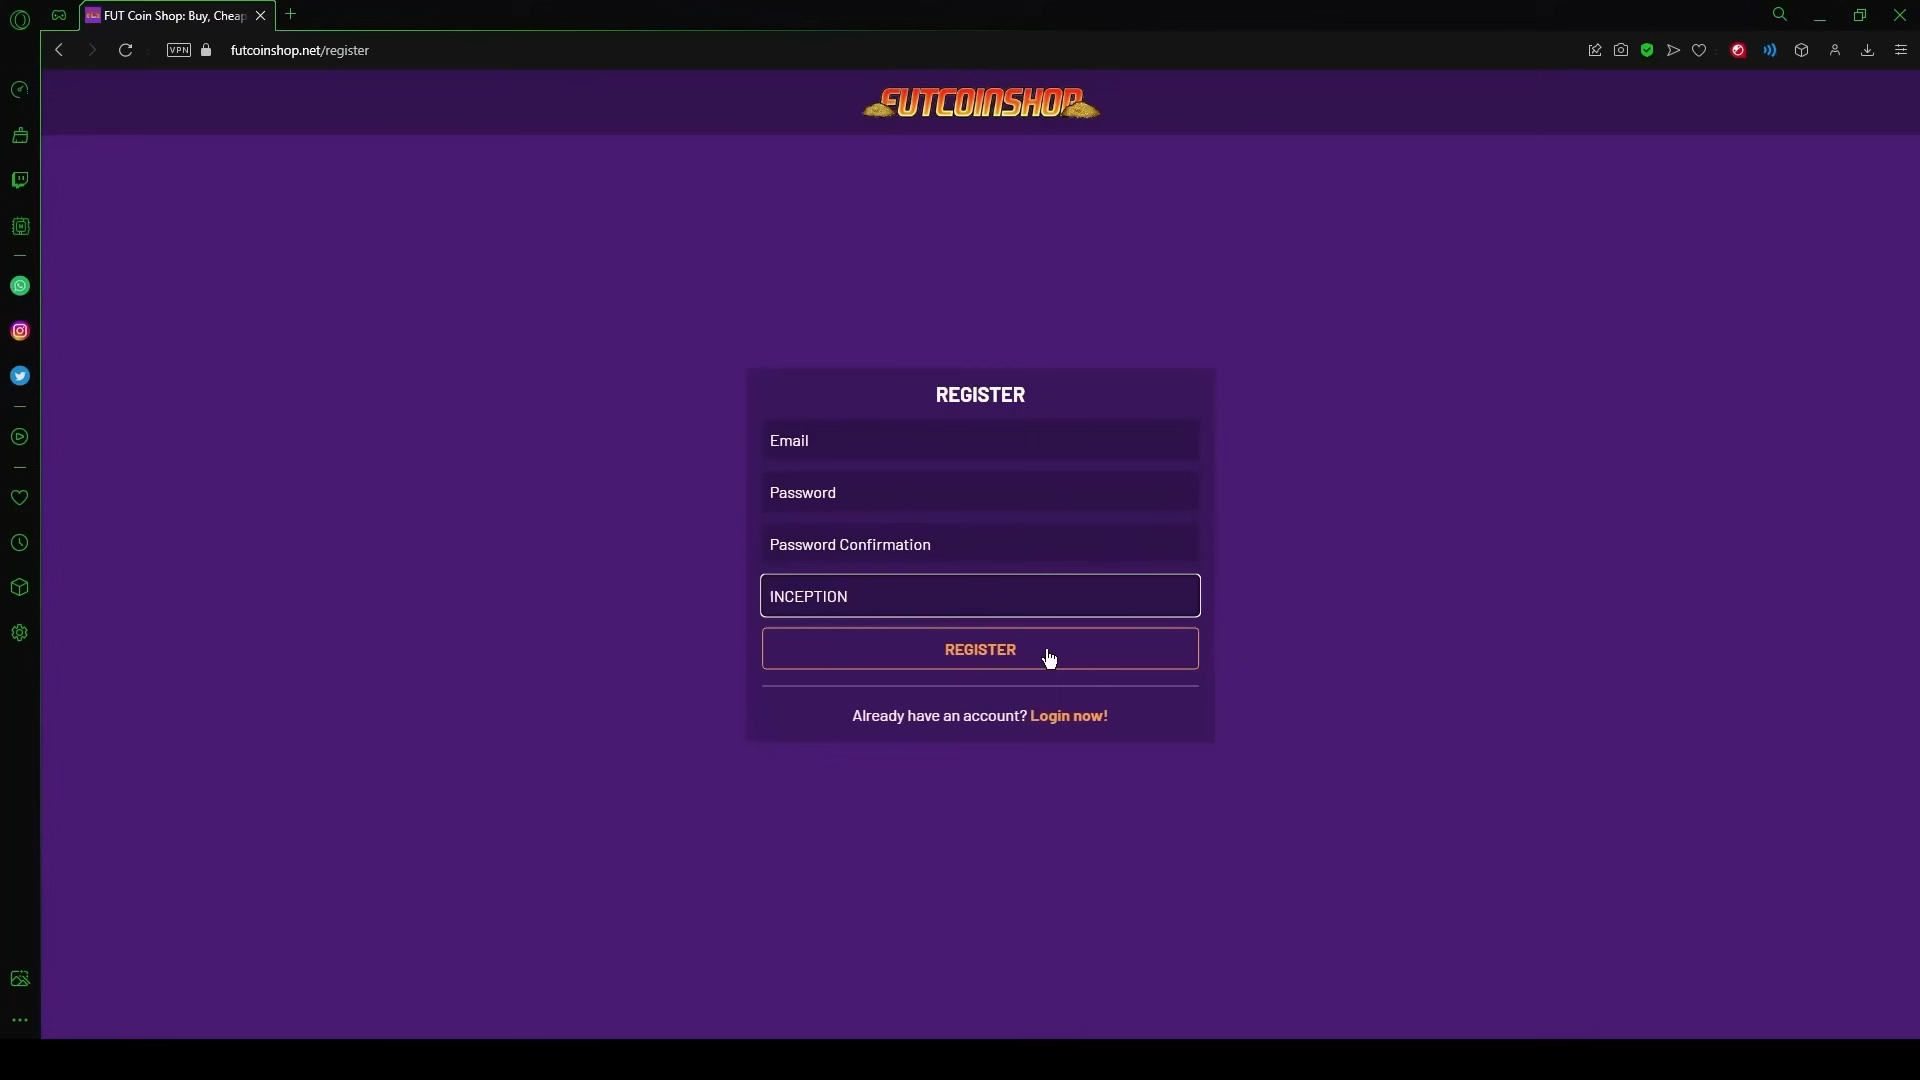 FUT Coin Shop: Buy, Cheap
VPN
futcoinshop.net/register
FUTCOINSHOP
REGISTER
Email
Password
Password Confirmation
INCEPTION
REGISTER
Already have an account? Login now!